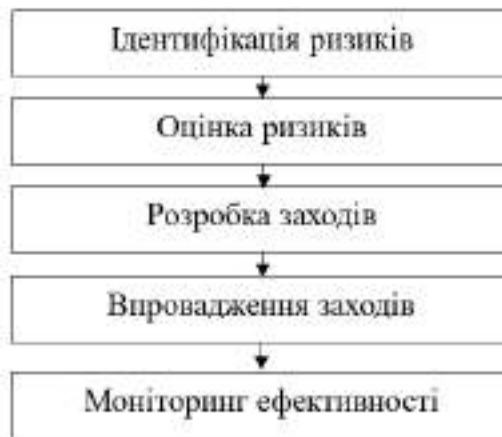 Ідентифікація ризиків
Оцінка ризиків
Розробка заходів
Впровадження заходів
Моніторинг ефективності